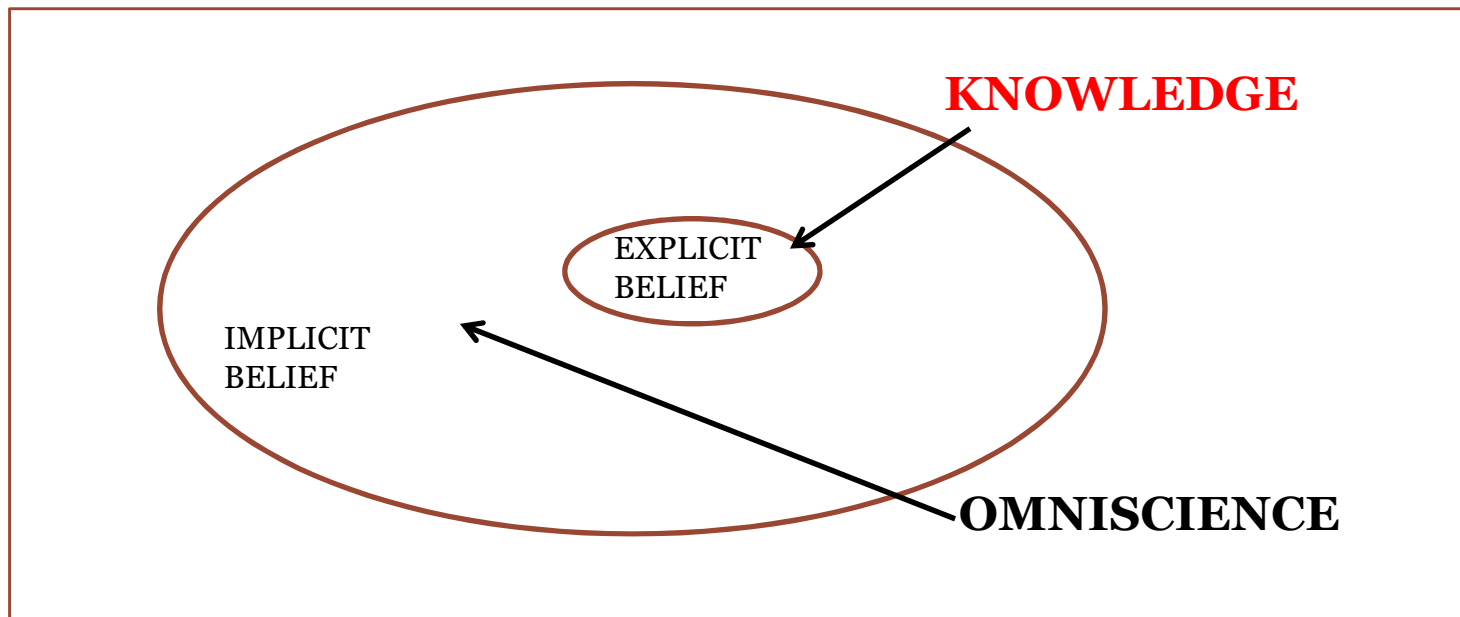 KNOWLEDGE
EXPLICIT
BELIEF
IMPLICIT
BELIEF
OMNISCIENCE